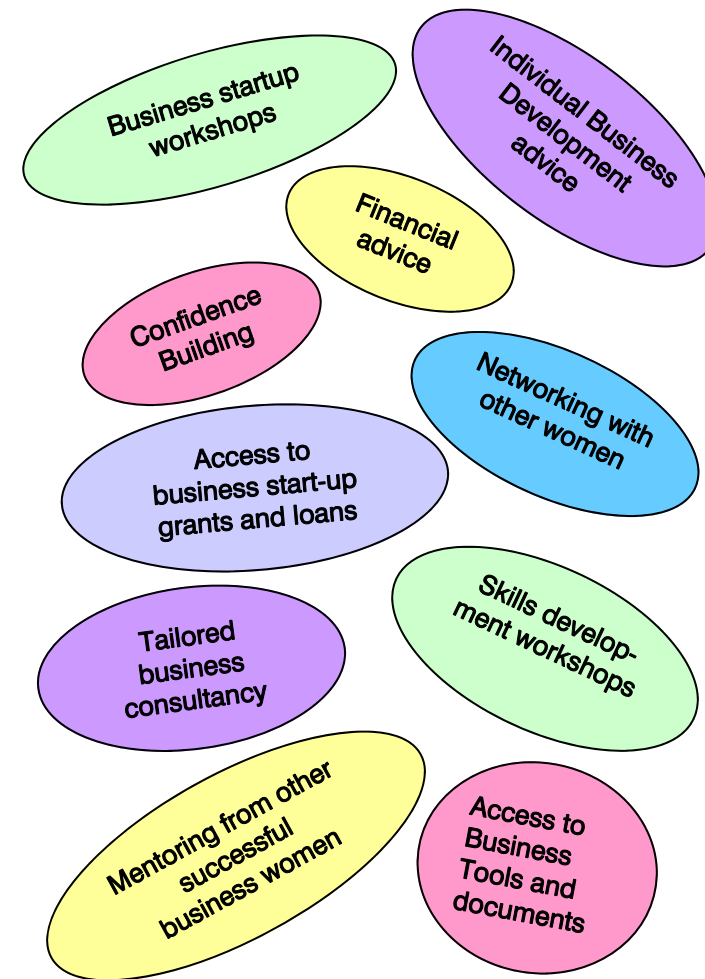 Business startup
workshops
Individual Business
Development
advice
Financial
advice
Confidence
Building
Networking with
other women
Access to
business start-up
grants and loans
Skills develop-
ment workshops
Tailored
business
consultancy
Mentoring from other
successful
business women
Access to
Business
Tools and
documents